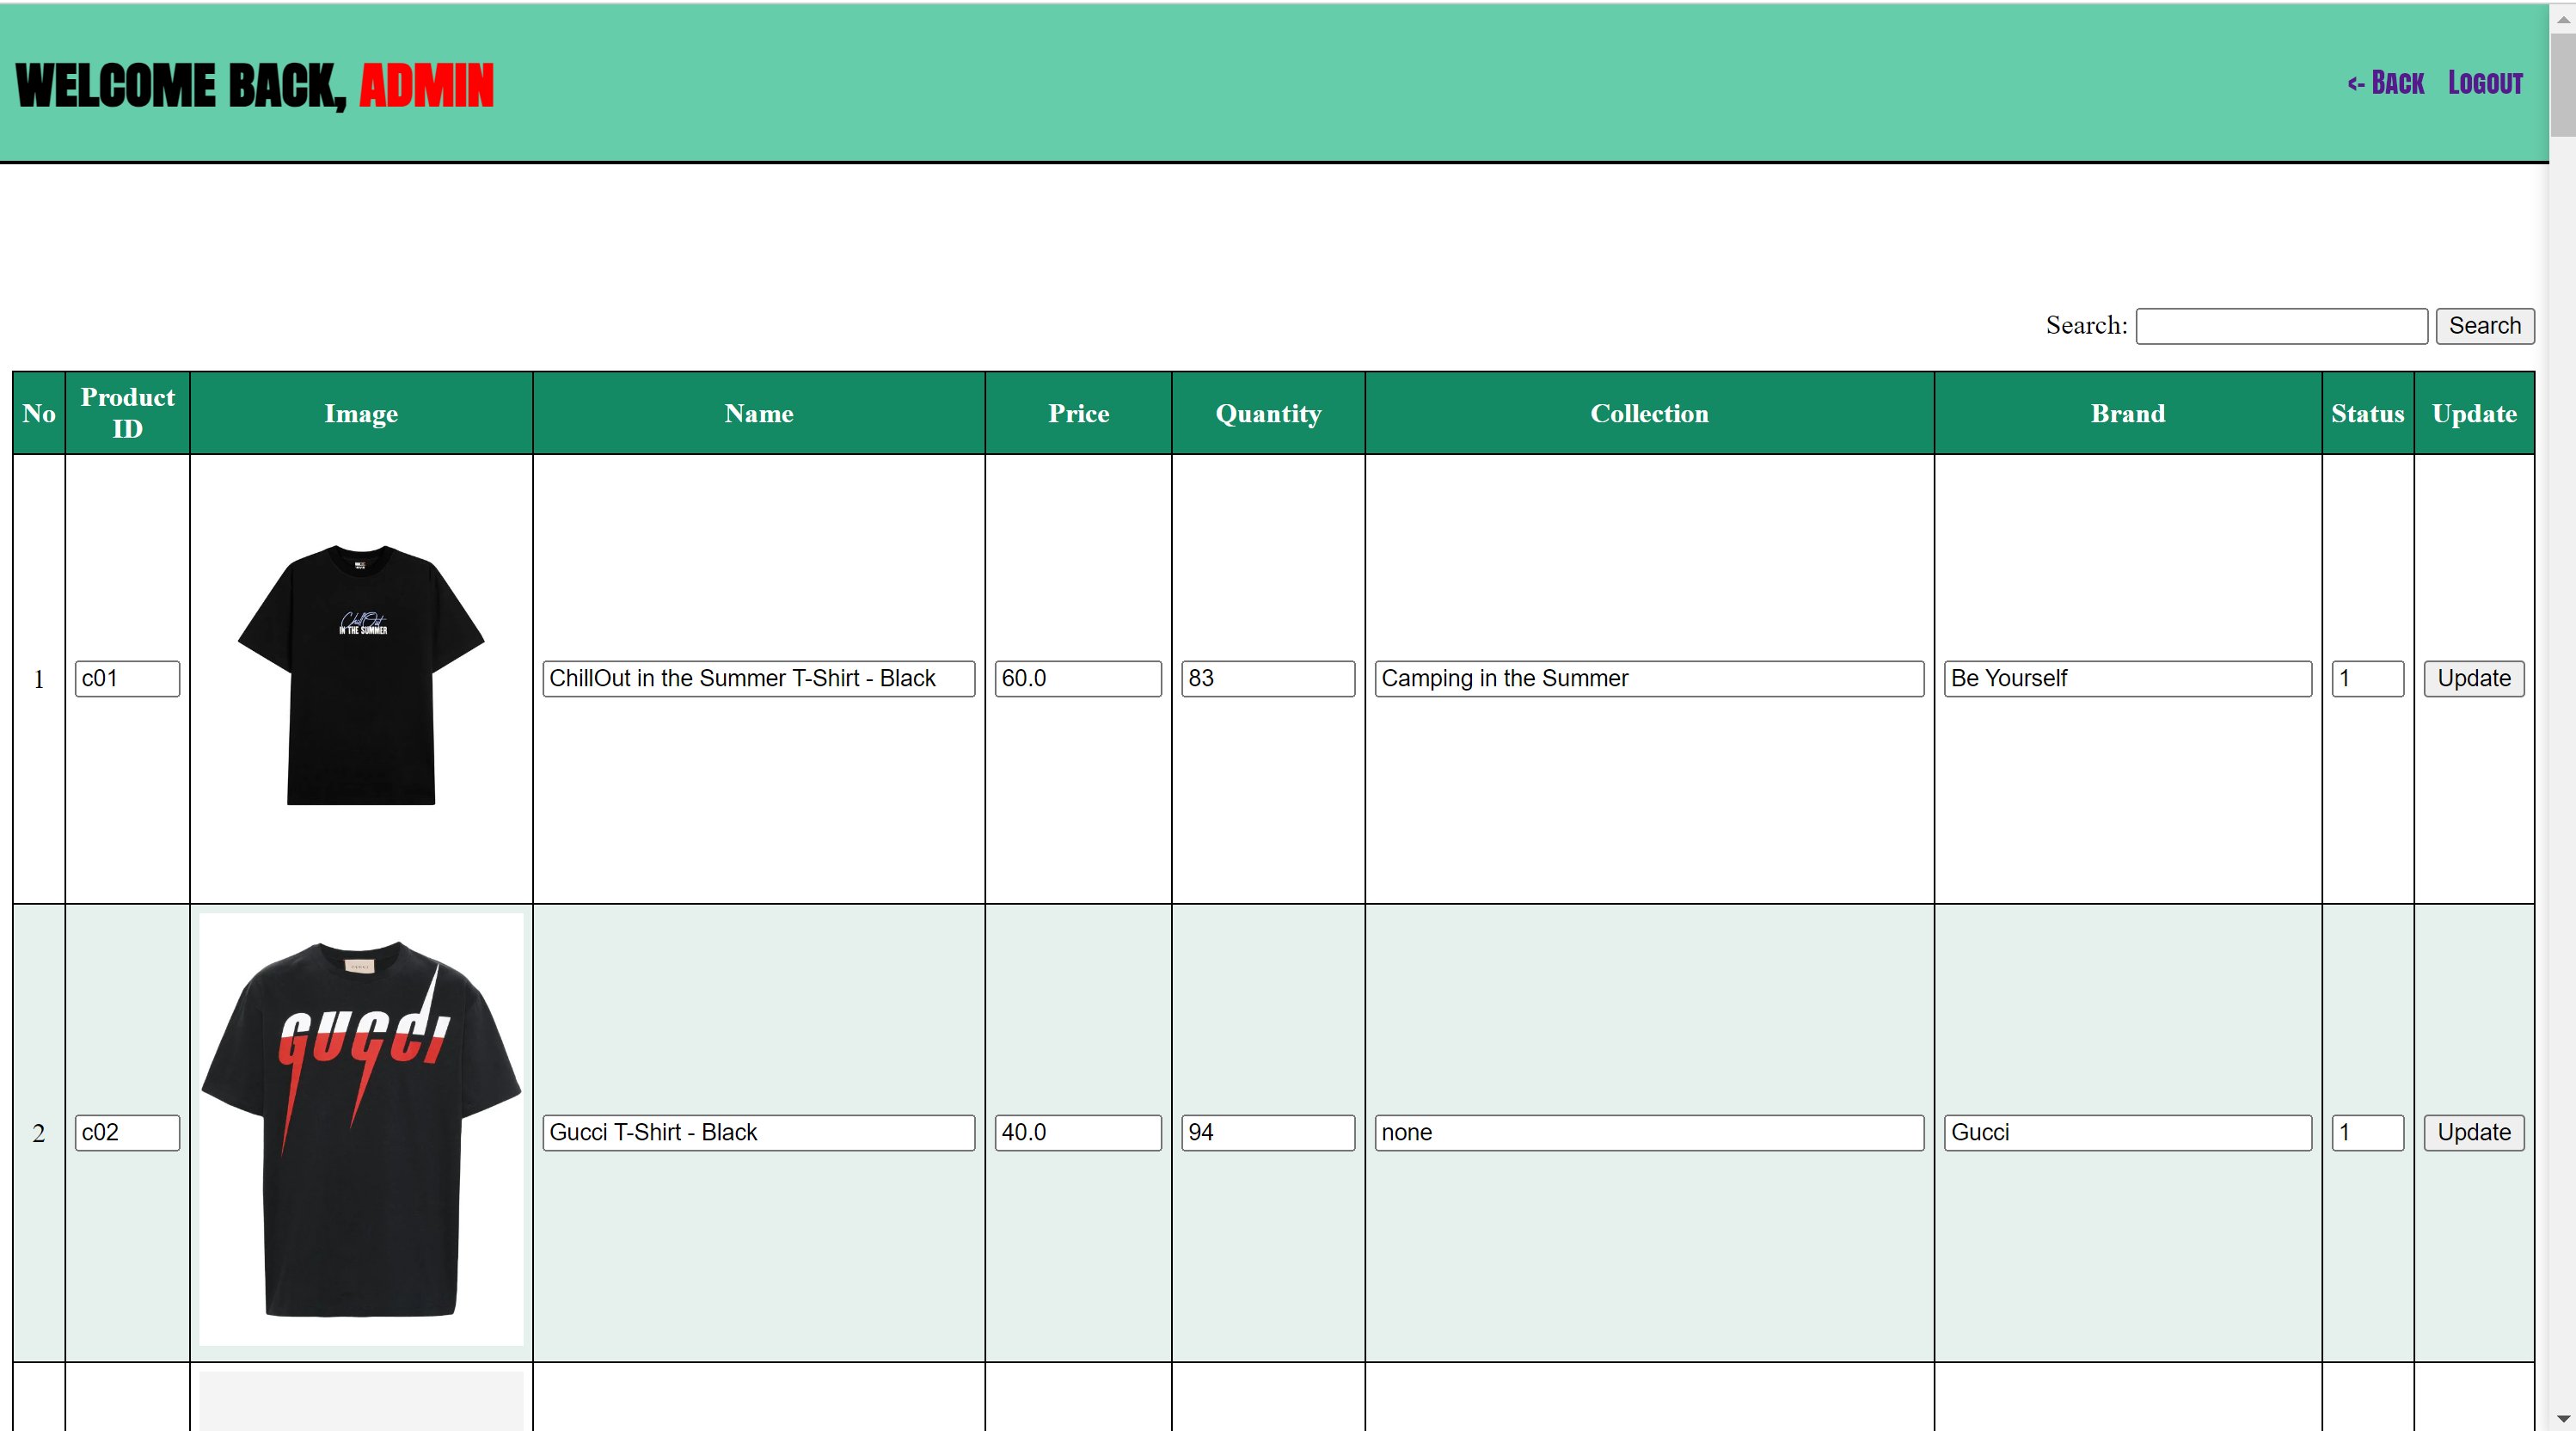 WELCOME BACK, ADMIN
<- BACK LOGOUT
Search: Search
No Product ID Image Name Price Quantity Collection Brand Status Update
ChillOut
IN THE SUMMER
1 c01 ChillOut in the Summer T-Shirt - Black 60.0 83 Camping in the Summer Be Yourself 1 Update
GUCCI
GUCCI
2 c02 Gucci T-Shirt - Black 40.0 94 none Gucci 1 Update